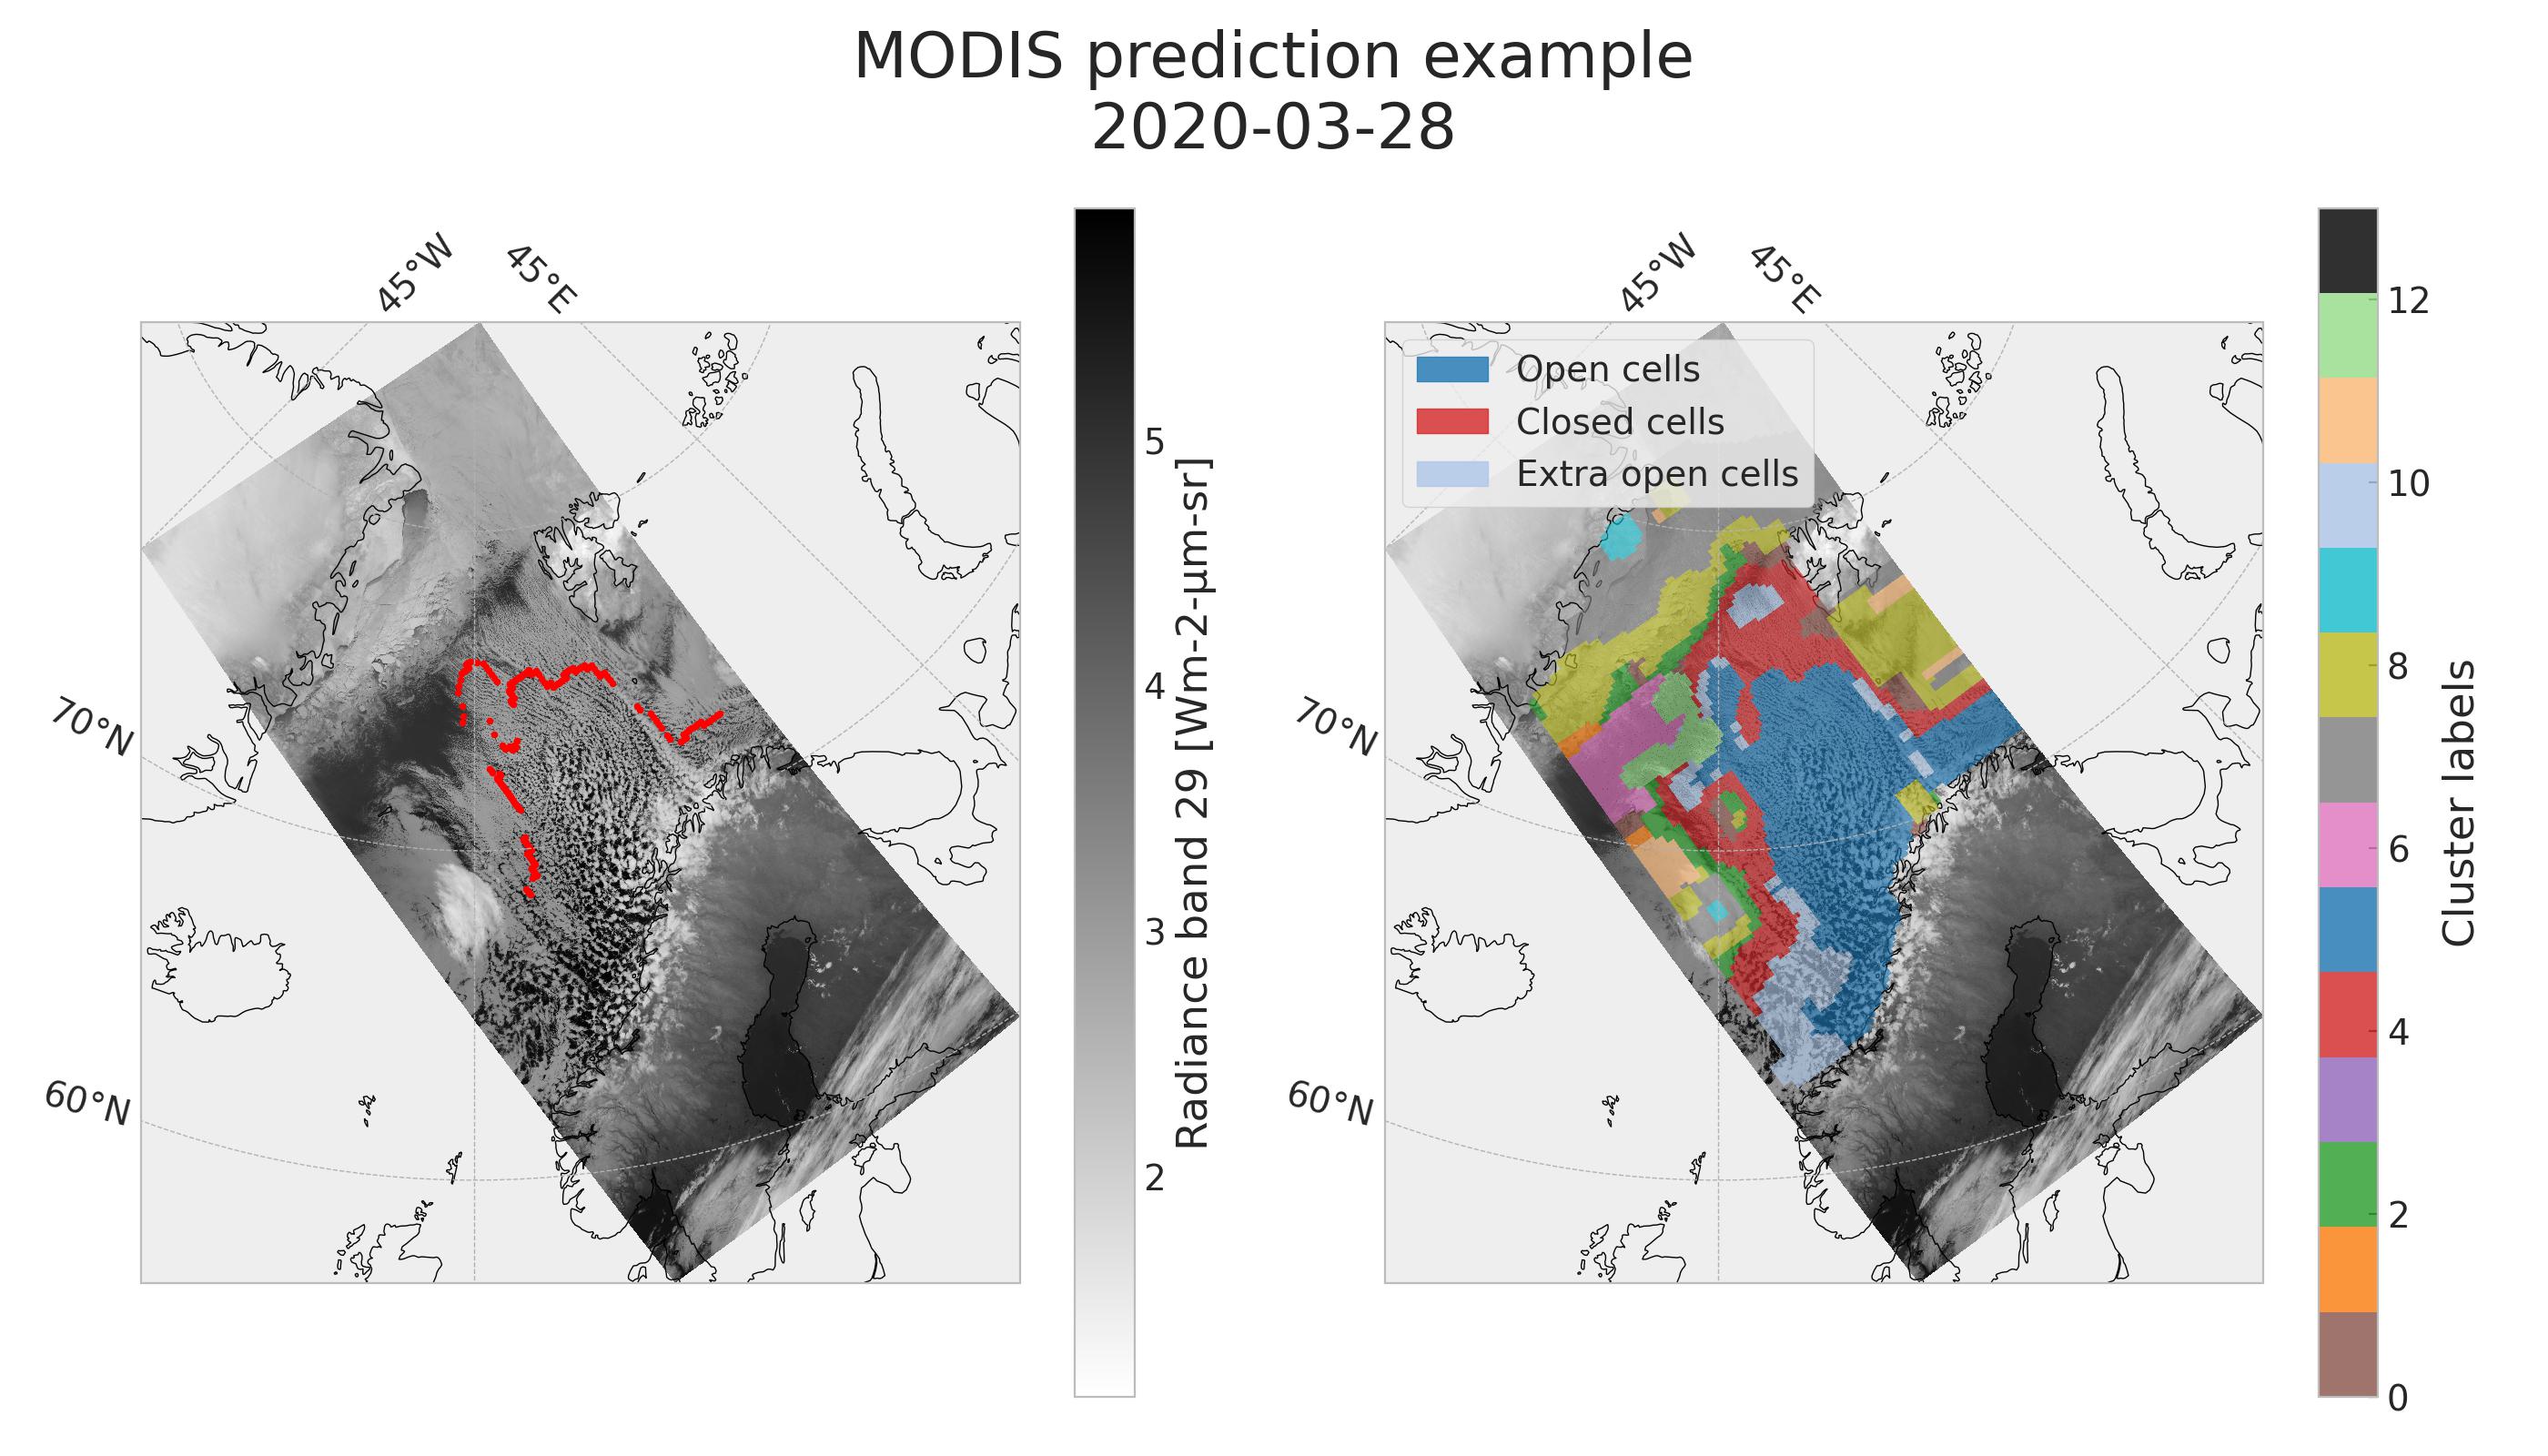 MODIS prediction example
2020-03-28
45°W
45°E
70°N
60°N
5
4
3
2
Radiance band 29 [Wm-2-µm-sr]
45°W
45°E
Open cells
Closed cells
Extra open cells
70°N
60°N
12
10
8
6
4
2
0
Cluster labels